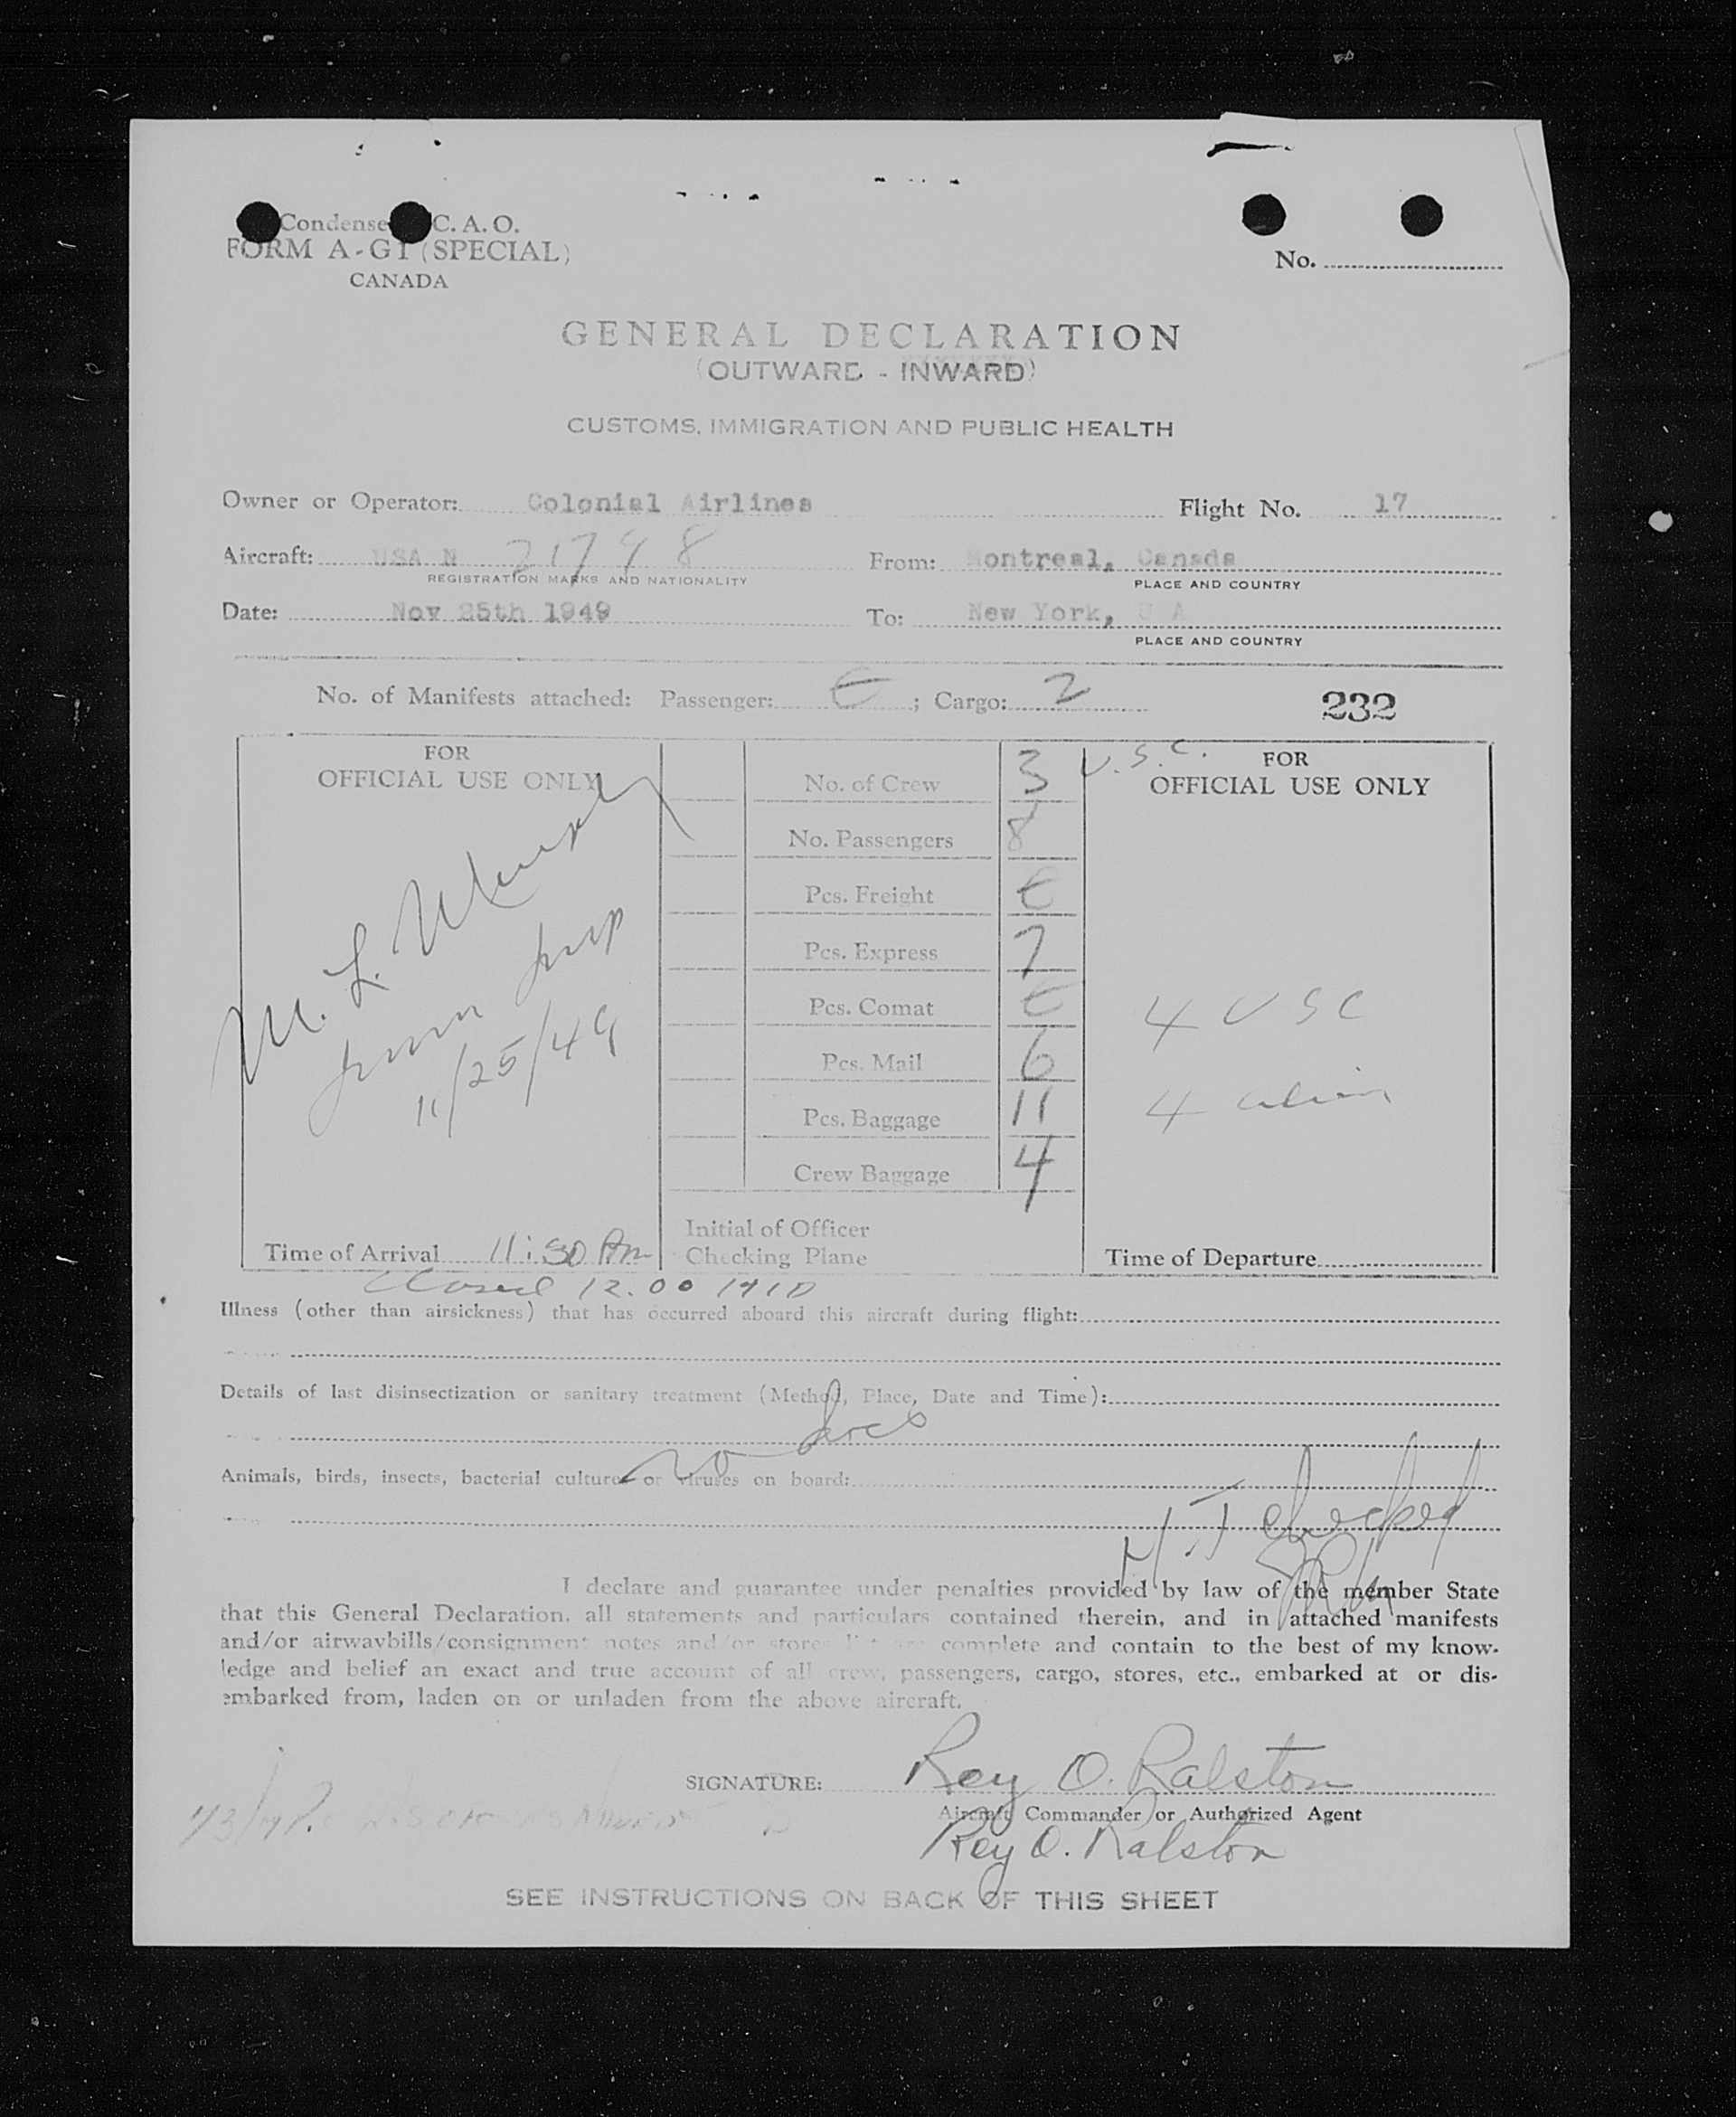 Condense C. A. O.
FORM A-G1 (SPECIAL)
CANADA
No.
GENERAL DECLARATION
(OUTWARD - INWARD)
CUSTOMS, IMMIGRATION AND PUBLIC HEALTH
Owner or Operator: Colonial Airlines Flight No. 17
Aircraft: USA N 21798 From: Montreal, Canada
REGISTRATION MARKS AND NATIONALITY PLACE AND COUNTRY
Date: Nov 25th 1949 To: New York, U A
PLACE AND COUNTRY
No. of Manifests attached: Passenger: ; Cargo: 2 232
FOR
OFFICIAL USE ONLY
M. L.
11/25/49
Time of Arrival 11:30 Am
closed 12.00
No. of Crew 3
No. Passengers 8
Pcs. Freight
Pcs. Express 7
Pcs. Comat
Pcs. Mail 6
Pcs. Baggage 11
Crew Baggage 4
Initial of Officer
Checking Plane
U.S.C.
FOR
OFFICIAL USE ONLY
4 USC
4 alien
Time of Departure
Illness (other than airsickness) that has occurred aboard this aircraft during flight:
Details of last disinsectization or sanitary treatment (Method, Place, Date and Time):
no
Animals, birds, insects, bacterial cultures or viruses on board:
checked
I declare and guarantee under penalties provided by law of the member State
that this General Declaration, all statements and particulars contained therein, and in attached manifests
and/or airwaybills/consignment notes and/or stores list are complete and contain to the best of my know-
ledge and belief an exact and true account of all crew, passengers, cargo, stores, etc., embarked at or dis-
embarked from, laden on or unladen from the above aircraft.
SIGNATURE: Rey O. Ralston
Aircraft Commander or Authorized Agent
Rey O. Ralston
SEE INSTRUCTIONS ON BACK OF THIS SHEET